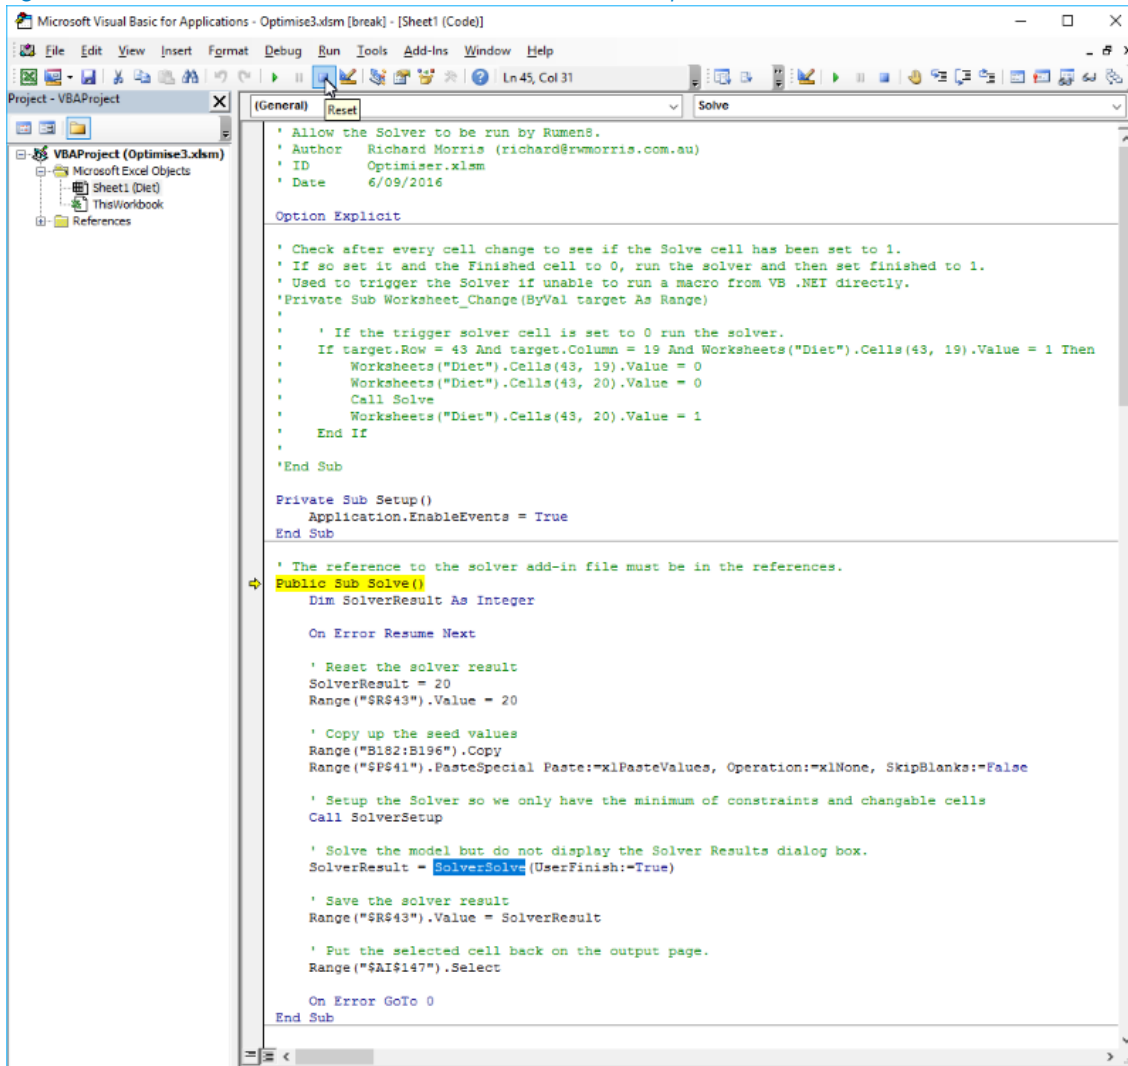 Microsoft Visual Basic for Applications - Optimise3.xlsm [break] - [Sheet1 (Code)]
File Edit View Insert Format Debug Run Tools Add-Ins Window Help
Ln 45, Col 31
Project - VBAProject
(General)
Solve
Reset
VBAProject (Optimise3.xlsm)
Microsoft Excel Objects
Sheet1 (Diet)
ThisWorkbook
References
' Allow the Solver to be run by Rumen8.
' Author   Richard Morris (richard@rwmorris.com.au)
' ID       Optimiser.xlsm
' Date     6/09/2016
Option Explicit
' Check after every cell change to see if the Solve cell has been set to 1.
' If so set it and the Finished cell to 0, run the solver and then set finished to 1.
' Used to trigger the Solver if unable to run a macro from VB .NET directly.
'Private Sub Worksheet_Change(ByVal target As Range)
'
'    ' If the trigger solver cell is set to 0 run the solver.
'    If target.Row = 43 And target.Column = 19 And Worksheets("Diet").Cells(43, 19).Value = 1 Then
'        Worksheets("Diet").Cells(43, 19).Value = 0
'        Worksheets("Diet").Cells(43, 20).Value = 0
'        Call Solve
'        Worksheets("Diet").Cells(43, 20).Value = 1
'    End If
'
'End Sub
Private Sub Setup()
    Application.EnableEvents = True
End Sub
' The reference to the solver add-in file must be in the references.
Public Sub Solve()
    Dim SolverResult As Integer
    On Error Resume Next
    ' Reset the solver result
    SolverResult = 20
    Range("$R$43").Value = 20
    ' Copy up the seed values
    Range("B182:B196").Copy
    Range("$P$41").PasteSpecial Paste:=xlPasteValues, Operation:=xlNone, SkipBlanks:=False
    ' Setup the Solver so we only have the minimum of constraints and changable cells
    Call SolverSetup
    ' Solve the model but do not display the Solver Results dialog box.
    SolverResult = SolverSolve(UserFinish:=True)
    ' Save the solver result
    Range("$R$43").Value = SolverResult
    ' Put the selected cell back on the output page.
    Range("$AI$147").Select
    On Error GoTo 0
End Sub